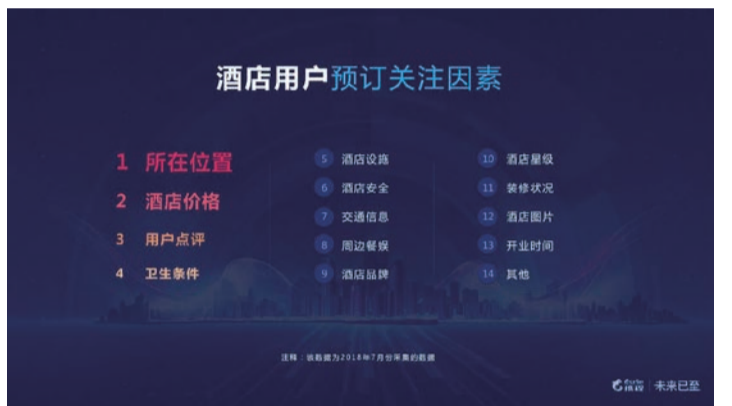 酒店用户预订关注因素
1 所在位置
2 酒店价格
3 用户点评
4 卫生条件
5 酒店设施
6 酒店安全
7 交通信息
8 周边餐娱
9 酒店品牌
10 酒店星级
11 装修状况
12 酒店图片
13 开业时间
14 其他
注释：该数据为2018年7月份采集的数据
携程 未来已至